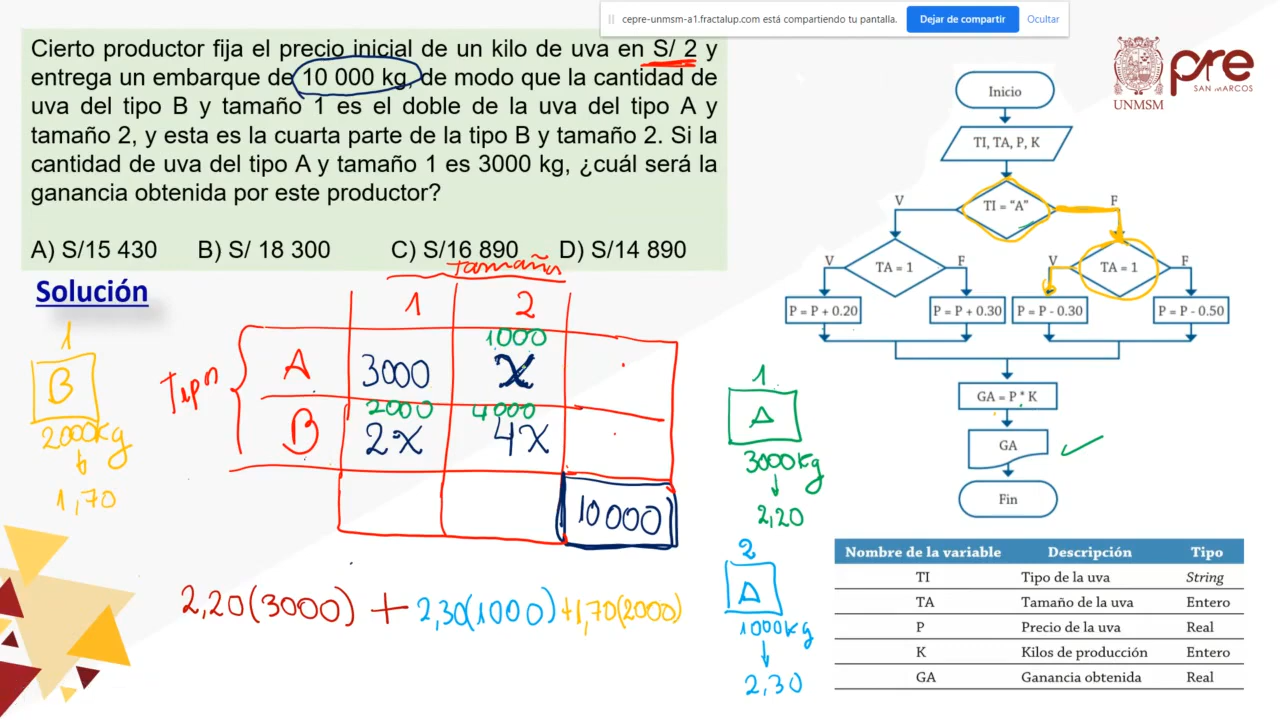 cepre-unmsm-a1.fractalup.com está compartiendo tu pantalla.
Dejar de compartir
Ocultar
Cierto productor fija el precio inicial de un kilo de uva en S/ 2 y
entrega un embarque de 10 000 kg, de modo que la cantidad de
uva del tipo B y tamaño 1 es el doble de la uva del tipo A y
tamaño 2, y esta es la cuarta parte de la tipo B y tamaño 2. Si la
cantidad de uva del tipo A y tamaño 1 es 3000 kg, ¿cuál será la
ganancia obtenida por este productor?
A) S/15 430 B) S/ 18 300 C) S/16 890 D) S/14 890
Solución
tamaño
1 2
Tipo
1000
A 3000 x
2000 4000
B 2x 4x
10000
1
B
2000kg
1,70
1
A
3000kg
2,20
2
A
1000kg
2,30
2,20(3000) + 2,30(1000) + 1,70(2000)
UNMSM
pre
SAN MARCOS
Inicio
TI, TA, P, K
TI = "A"
V F
TA = 1
V F
TA = 1
V F
P = P + 0.20
P = P + 0.30
P = P - 0.30
P = P - 0.50
GA = P * K
GA
Fin
Nombre de la variable Descripción Tipo
TI Tipo de la uva String
TA Tamaño de la uva Entero
P Precio de la uva Real
K Kilos de producción Entero
GA Ganancia obtenida Real